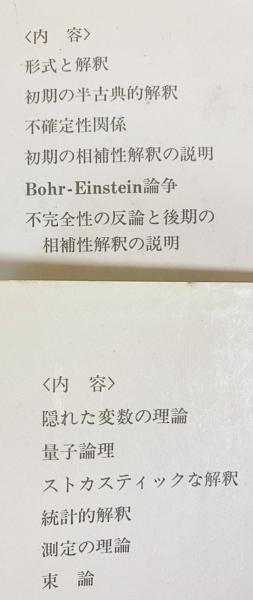 〈内　容〉
形式と解釈
初期の半古典的解釈
不確定性関係
初期の相補性解釈の説明
Bohr-Einstein論争
不完全性の反論と後期の
相補性解釈の説明
〈内　容〉
隠れた変数の理論
量子論理
ストカスティックな解釈
統計的解釈
測定の理論
束　論